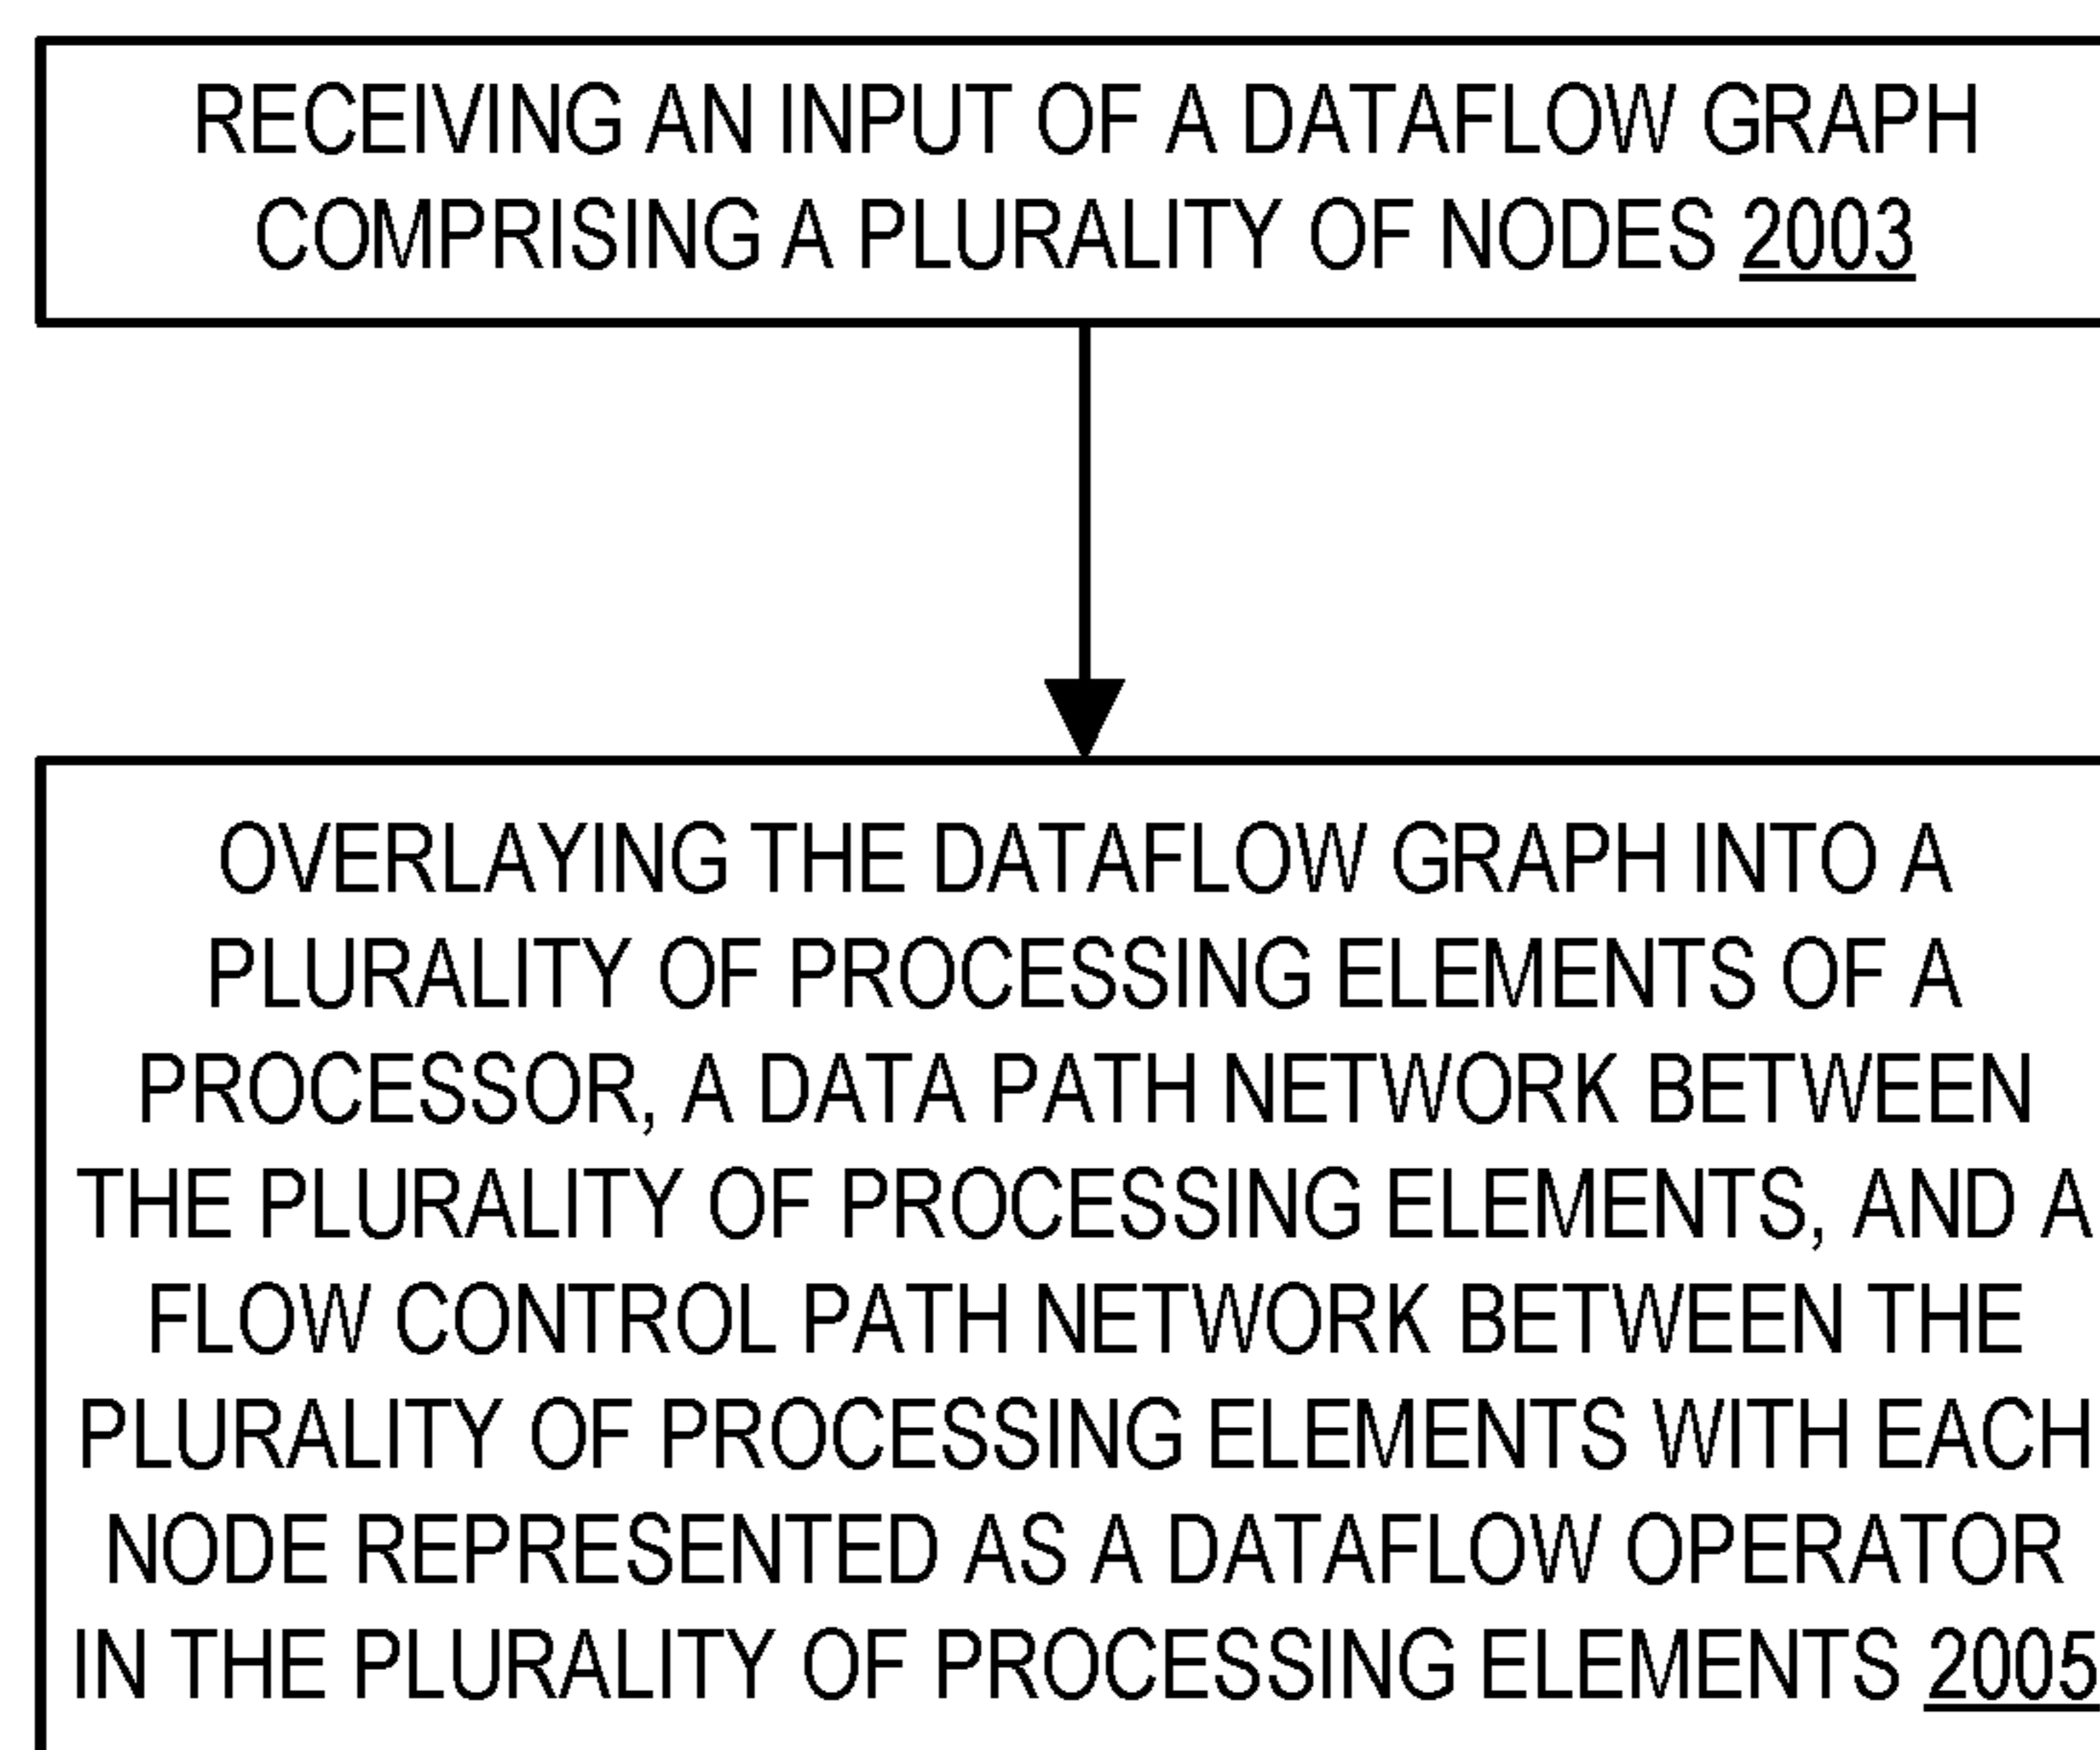 RECEIVING AN INPUT OF A DATAFLOW GRAPH
COMPRISING A PLURALITY OF NODES 2003
OVERLAYING THE DATAFLOW GRAPH INTO A
PLURALITY OF PROCESSING ELEMENTS OF A
PROCESSOR, A DATA PATH NETWORK BETWEEN
THE PLURALITY OF PROCESSING ELEMENTS, AND A
FLOW CONTROL PATH NETWORK BETWEEN THE
PLURALITY OF PROCESSING ELEMENTS WITH EACH
NODE REPRESENTED AS A DATAFLOW OPERATOR
IN THE PLURALITY OF PROCESSING ELEMENTS 2005